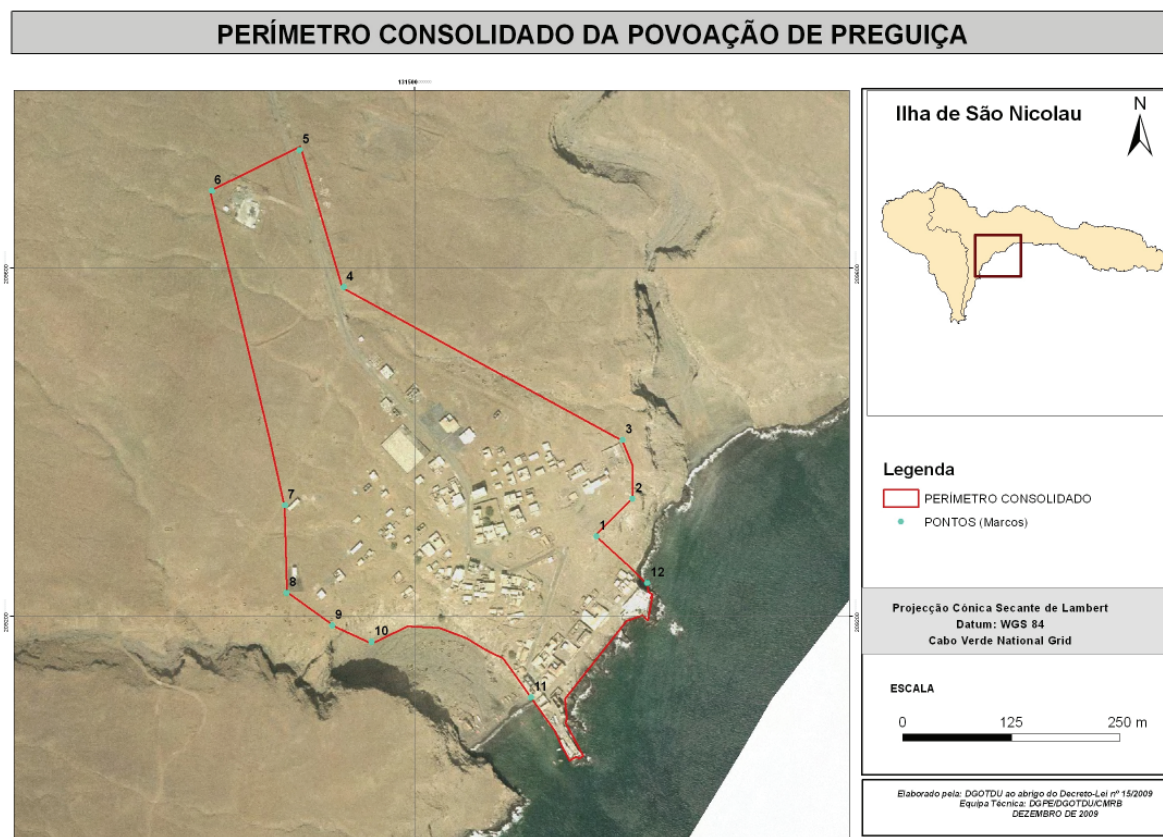 PERÍMETRO CONSOLIDADO DA POVOAÇÃO DE PREGUIÇA
131500
5
6
4
3
2
1
7
12
8
9
10
11
209200
209200
Ilha de São Nicolau
N
Legenda
PERÍMETRO CONSOLIDADO
PONTOS (Marcos)
Projecção Cónica Secante de Lambert
Datum: WGS 84
Cabo Verde National Grid
ESCALA
0 125 250 m
Elaborado pela: DGOTDU ao abrigo do Decreto-Lei nº 15/2009
Equipa Técnica: DGPE/DGOTDU/CMRB
DEZEMBRO DE 2009